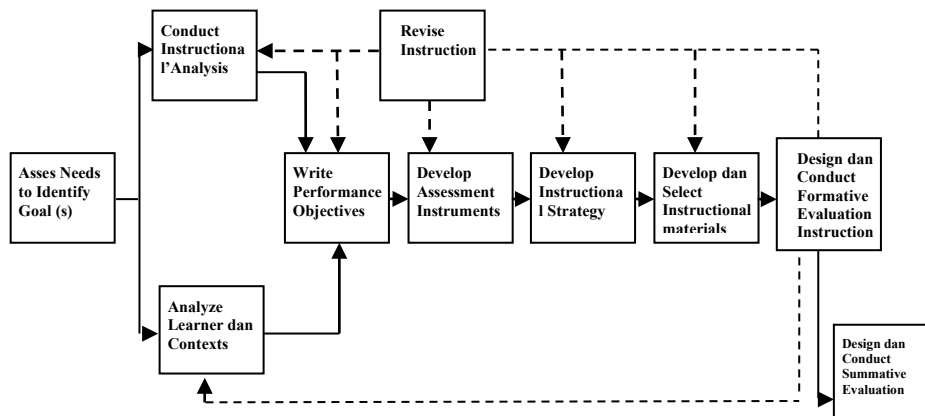 Conduct
Instructiona
l’Analysis
Revise
Instruction
Asses Needs
to Identify
Goal (s)
Write
Performance
Objectives
Develop
Assessment
Instruments
Develop
Instructiona
l Strategy
Develop dan
Select
Instructional
materials
Design dan
Conduct
Formative
Evaluation
Instruction
Analyze
Learner dan
Contexts
Design dan
Conduct
Summative
Evaluation